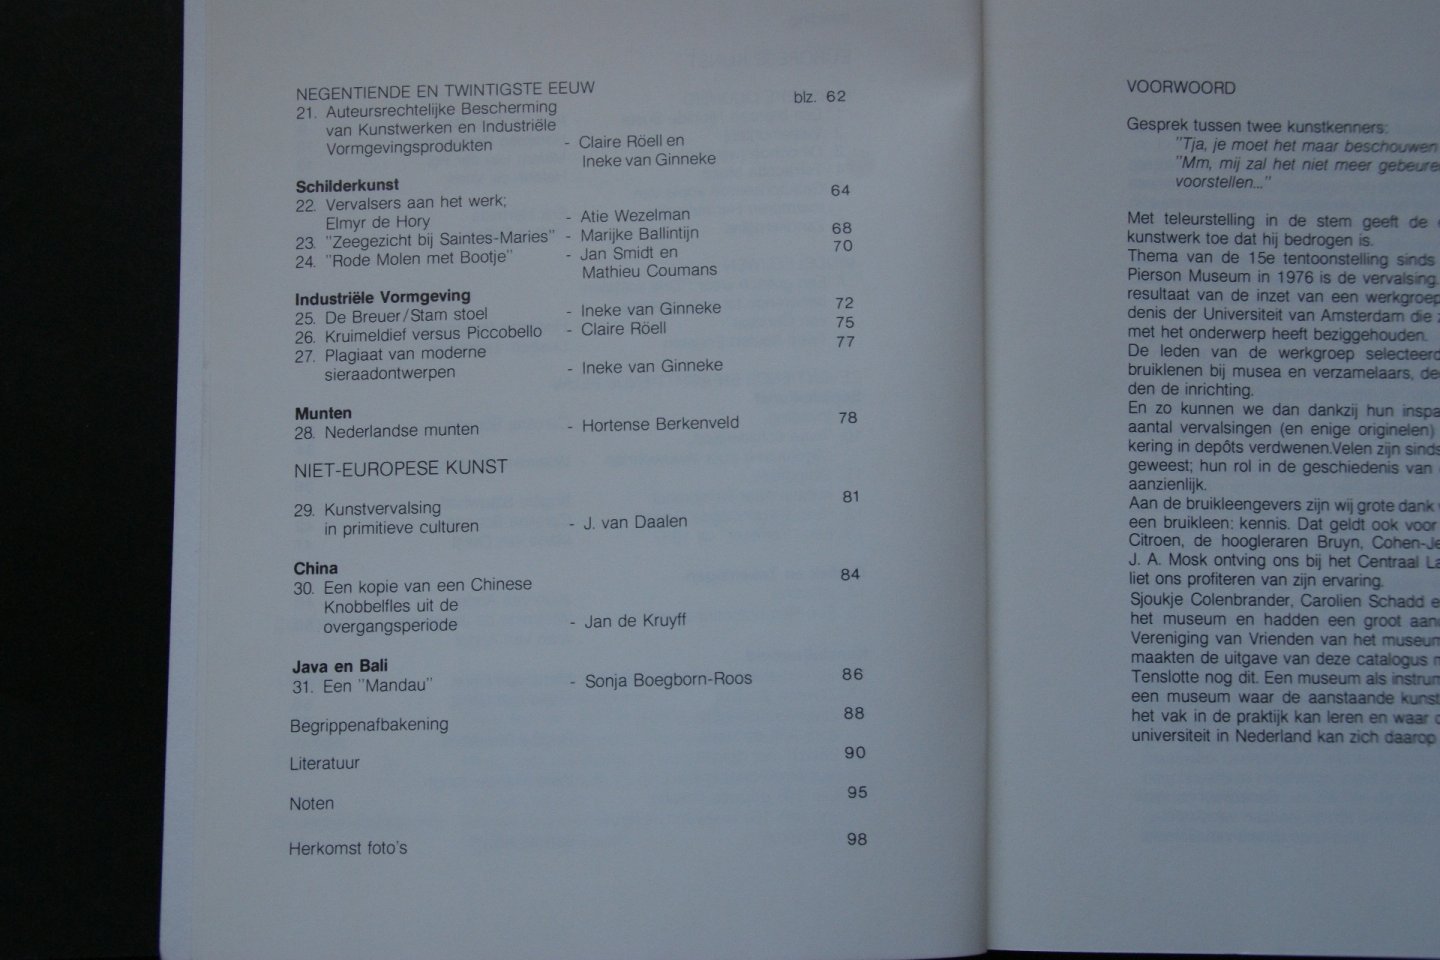 NEGENTIENDE EN TWINTIGSTE EEUW
21. Auteursrechtelijke Bescherming blz. 62
van Kunstwerken en Industriële
Vormgevingsprodukten - Claire Röell en
Ineke van Ginneke
Schilderkunst
22. Vervalsers aan het werk; 64
Elmyr de Hory - Atie Wezelman
23. "Zeegezicht bij Saintes-Maries" - Marijke Ballintijn 68
24. "Rode Molen met Bootje" - Jan Smidt en 70
Mathieu Coumans
Industriële Vormgeving
25. De Breuer/Stam stoel - Ineke van Ginneke 72
26. Kruimeldief versus Piccobello - Claire Röell 75
27. Plagiaat van moderne 77
sieraadontwerpen - Ineke van Ginneke
Munten
28. Nederlandse munten - Hortense Berkenveld 78
NIET-EUROPESE KUNST
29. Kunstvervalsing 81
in primitieve culturen - J. van Daalen
China
30. Een kopie van een Chinese 84
Knobbelfles uit de
overgangsperiode - Jan de Kruyff
Java en Bali
31. Een "Mandau" - Sonja Boegborn-Roos 86
Begrippenafbakening 88
Literatuur 90
Noten 95
Herkomst foto's 98
VOORWOORD
Gesprek tussen twee kunstkenners:
"Tja, je moet het maar beschouwen
"Mm, mij zal het niet meer gebeure
voorstellen..."
Met teleurstelling in de stem geeft de
kunstwerk toe dat hij bedrogen is.
Thema van de 15e tentoonstelling sinds
Pierson Museum in 1976 is de vervalsing.
resultaat van de inzet van een werkgroep
denis der Universiteit van Amsterdam die
met het onderwerp heeft beziggehouden.
De leden van de werkgroep selecteerd
bruiklenen bij musea en verzamelaars, de
den de inrichting.
En zo kunnen we dan dankzij hun inspa
aantal vervalsingen (en enige originelen)
kering in depôts verdwenen.Velen zijn sinds
geweest; hun rol in de geschiedenis van
aanzienlijk.
Aan de bruikleengevers zijn wij grote dank
een bruikleen: kennis. Dat geldt ook voor
Citroen, de hoogleraren Bruyn, Cohen-Je
J. A. Mosk ontving ons bij het Centraal La
liet ons profiteren van zijn ervaring.
Sjoukje Colenbrander, Carolien Schadd e
het museum en hadden een groot aand
Vereniging van Vrienden van het museum
maakten de uitgave van deze catalogus m
Tenslotte nog dit. Een museum als instrum
een museum waar de aanstaande kunst
het vak in de praktijk kan leren en waar
universiteit in Nederland kan zich daarop